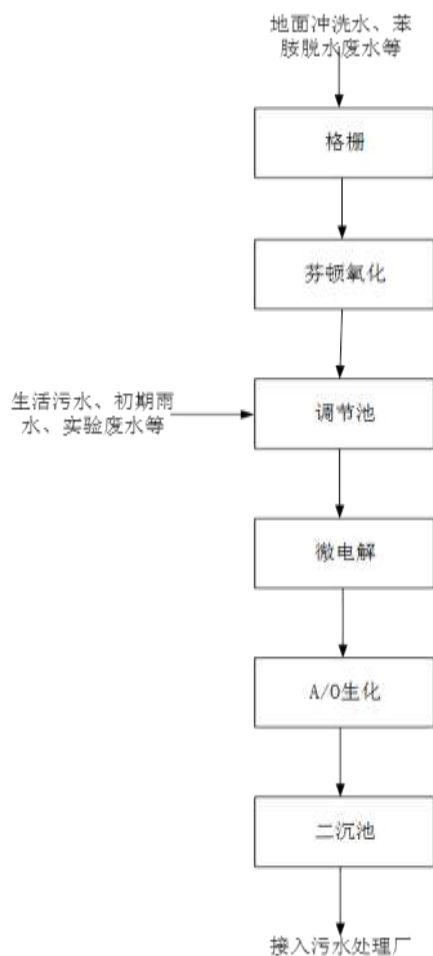 地面冲洗水、苯
胺脱水废水等
格栅
芬顿氧化
生活污水、初期雨
水、实验废水等
调节池
微电解
A/O生化
二沉池
接入污水处理厂